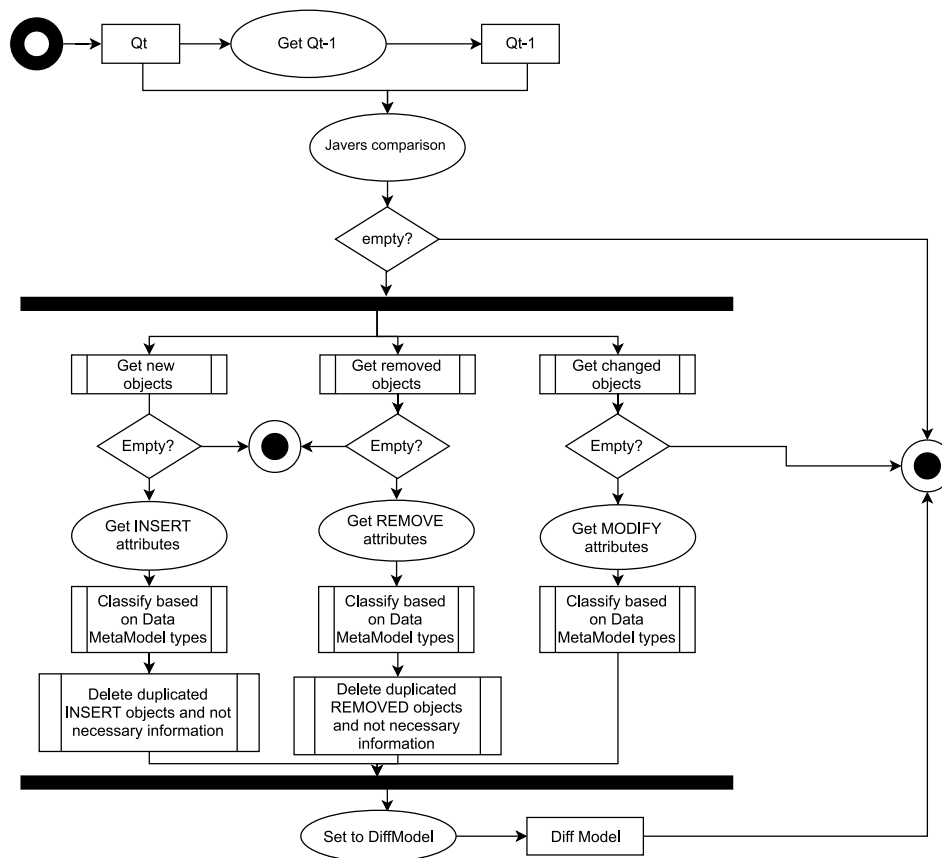 Qt
Get Qt-1
Qt-1
Javers comparison
empty?
Get new
objects
Get removed
objects
Get changed
objects
Empty?
Empty?
Empty?
Get INSERT
attributes
Get REMOVE
attributes
Get MODIFY
attributes
Classify based
on Data
MetaModel types
Classify based
on Data
MetaModel types
Classify based
on Data
MetaModel types
Delete duplicated
INSERT objects and not
necessary information
Delete duplicated
REMOVED objects
and not necessary
information
Set to DiffModel
Diff Model